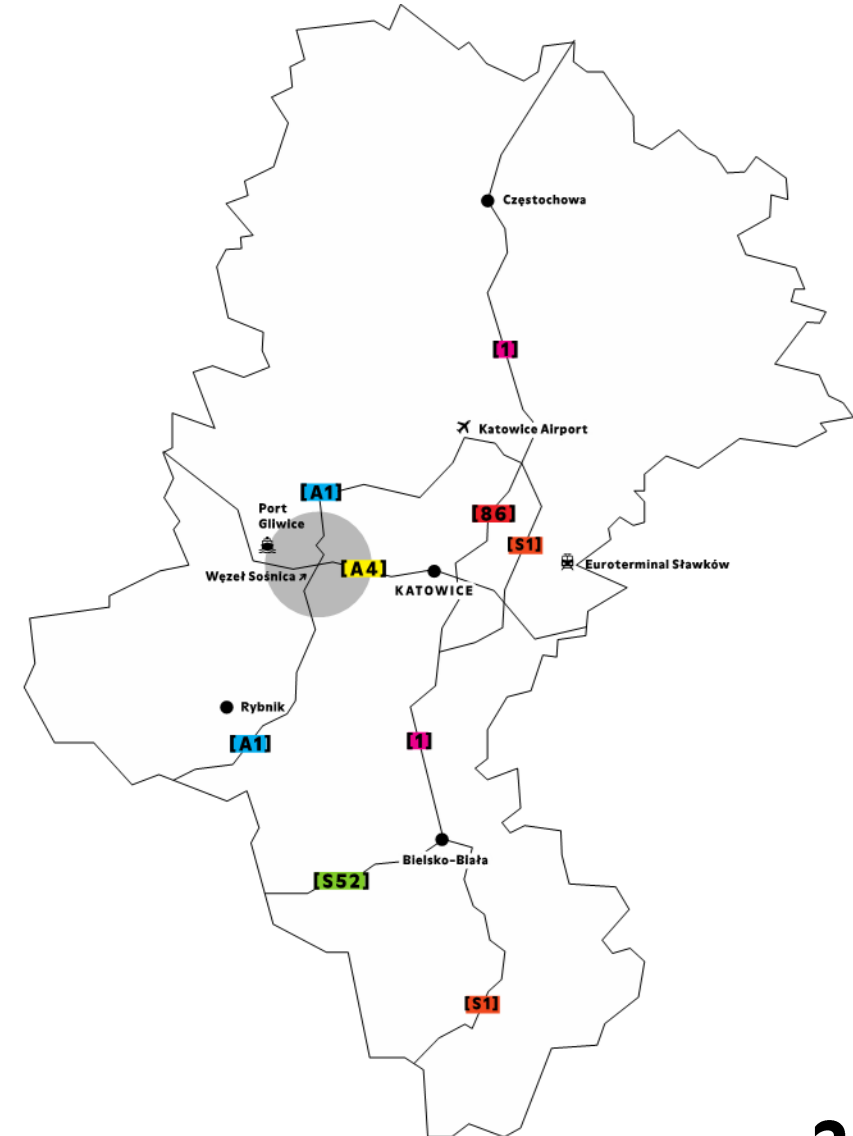 Częstochowa
[1]
Katowice Airport
[A1]
Port
Gliwice
[86]
[S1]
Węzeł Sośnica ↗
[A4]
Euroterminal Sławków
KATOWICE
Rybnik
[A1]
[1]
Bielsko-Biała
[S52]
[S1]